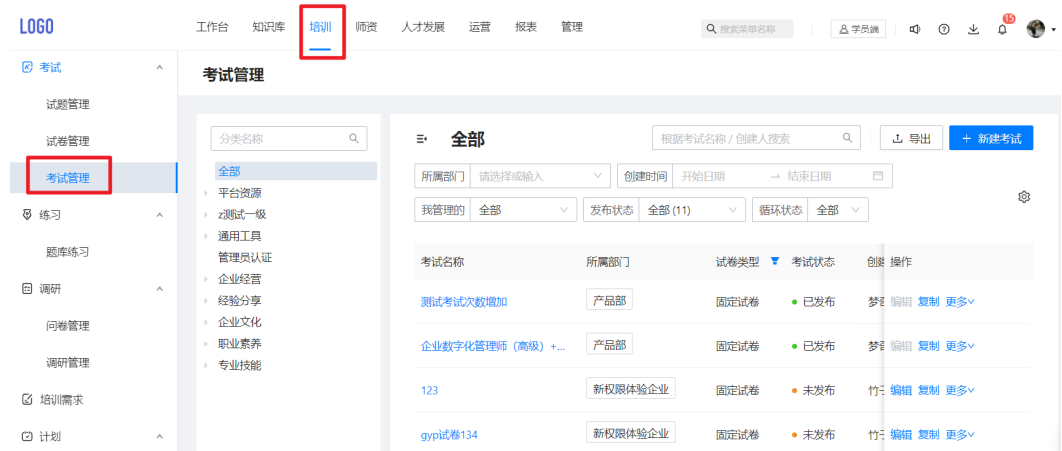 LOGO
工作台 知识库 培训 师资 人才发展 运营 报表 管理
搜索菜单名称
学员端
15
考试
试题管理
试卷管理
考试管理
练习
题库练习
调研
问卷管理
调研管理
培训需求
计划
考试管理
分类名称
全部
平台资源
z测试一级
通用工具
管理员认证
企业经营
经验分享
企业文化
职业素养
专业技能
全部
根据考试名称 / 创建人搜索
导出
+ 新建考试
所属部门 请选择或输入 创建时间 开始日期 → 结束日期
我管理的 全部 发布状态 全部 (11) 循环状态 全部
考试名称 所属部门 试卷类型 考试状态 操作
测试考试次数增加 产品部 固定试卷 已发布 编辑 复制 更多
企业数字化管理师（高级）+... 产品部 固定试卷 已发布 编辑 复制 更多
123 新权限体验企业 固定试卷 未发布 编辑 复制 更多
gyp试卷134 新权限体验企业 固定试卷 未发布 编辑 复制 更多